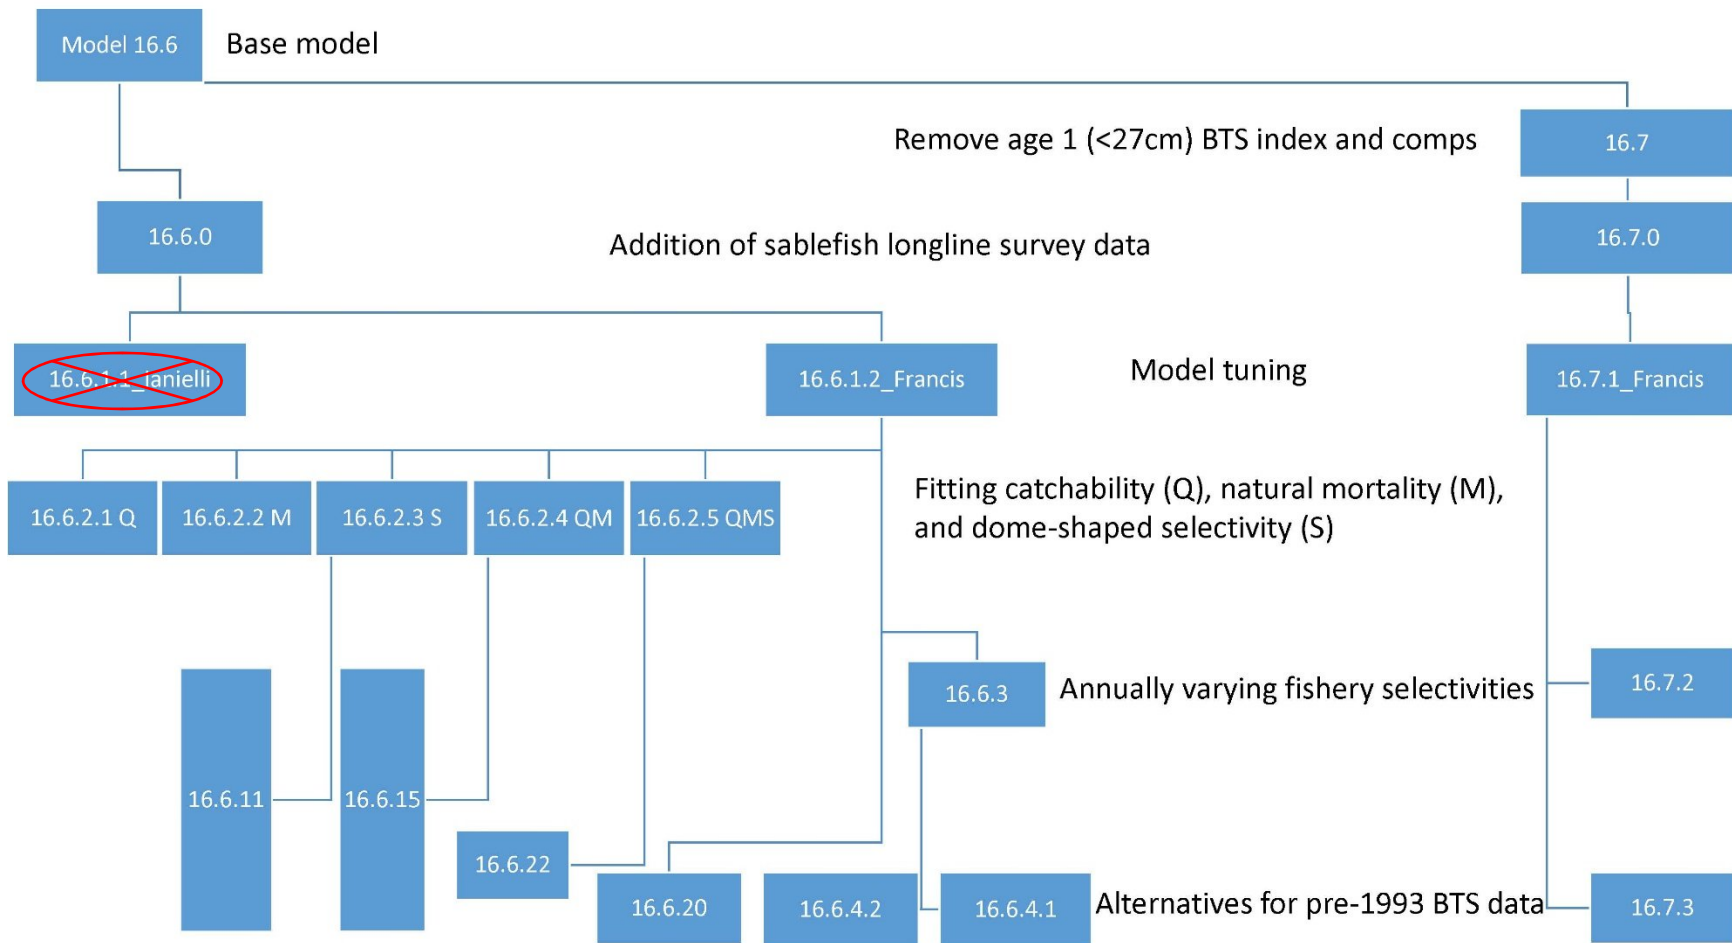 Model 16.6
Base model
Remove age 1 (<27cm) BTS index and comps
16.7
16.6.0
Addition of sablefish longline survey data
16.7.0
16.6.1.1_Ianielli
16.6.1.2_Francis
Model tuning
16.7.1_Francis
16.6.2.1 Q
16.6.2.2 M
16.6.2.3 S
16.6.2.4 QM
16.6.2.5 QMS
Fitting catchability (Q), natural mortality (M),
and dome-shaped selectivity (S)
16.6.3
Annually varying fishery selectivities
16.7.2
16.6.11
16.6.15
16.6.22
16.6.20
16.6.4.2
16.6.4.1
Alternatives for pre-1993 BTS data
16.7.3